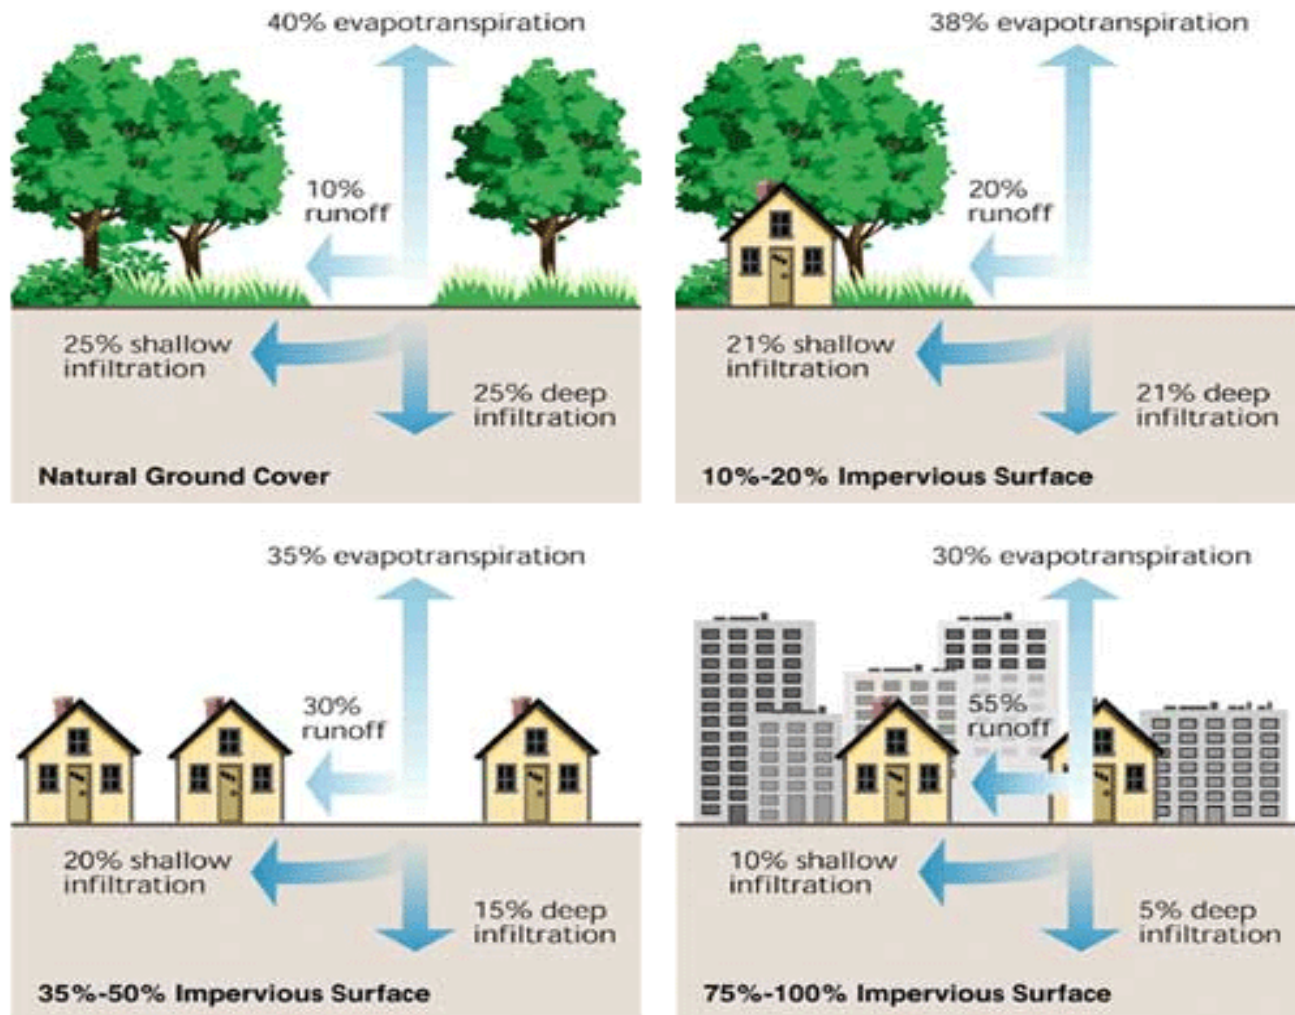 40% evapotranspiration
10%
runoff
25% shallow
infiltration
25% deep
infiltration
Natural Ground Cover
38% evapotranspiration
20%
runoff
21% shallow
infiltration
21% deep
infiltration
10%-20% Impervious Surface
35% evapotranspiration
30%
runoff
20% shallow
infiltration
15% deep
infiltration
35%-50% Impervious Surface
30% evapotranspiration
55%
runoff
10% shallow
infiltration
5% deep
infiltration
75%-100% Impervious Surface